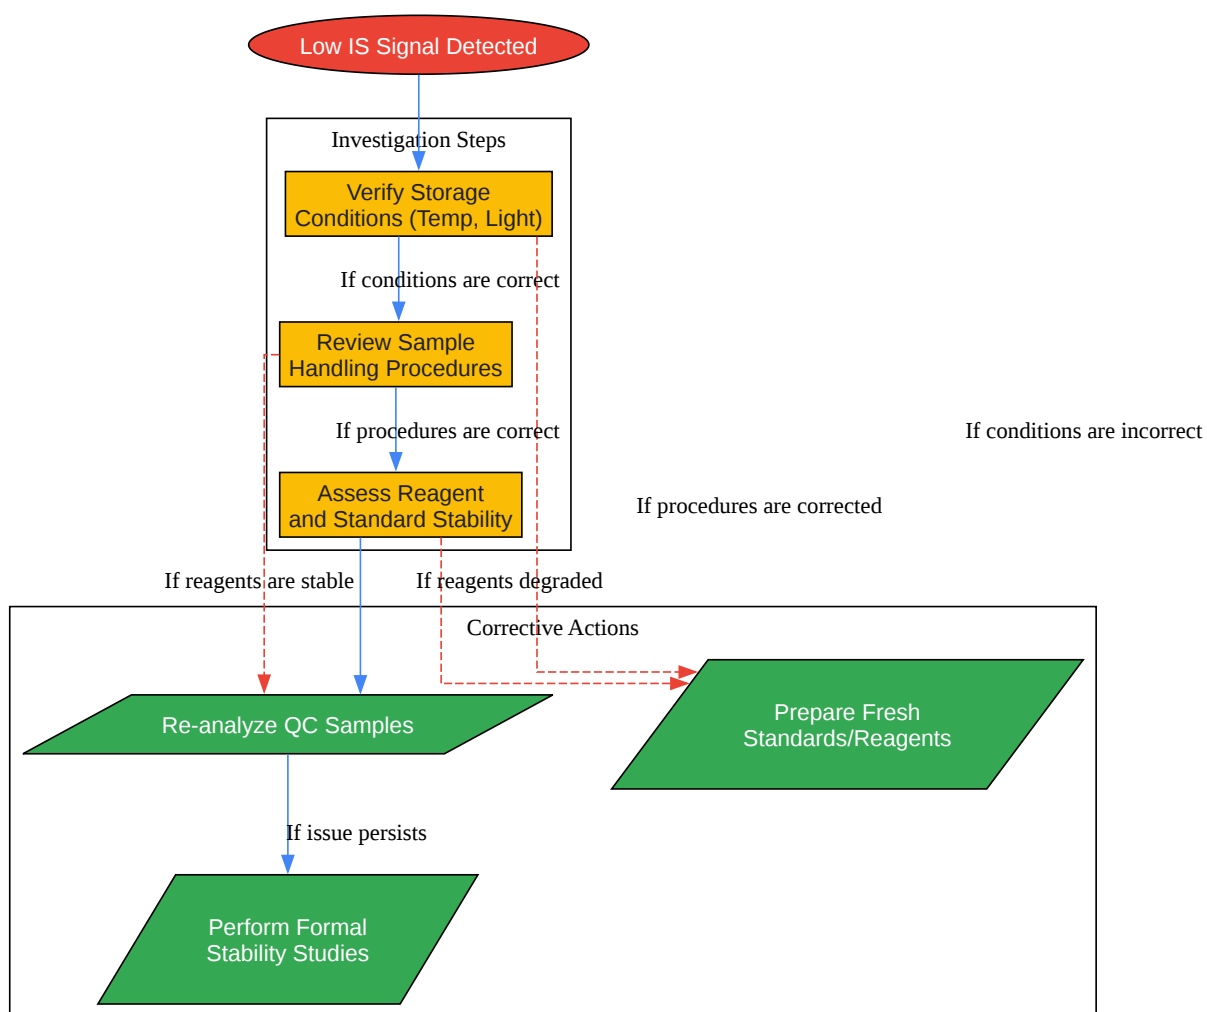 Low IS Signal Detected
Investigation Steps
Verify Storage
Conditions (Temp, Light)
If conditions are correct
Review Sample
Handling Procedures
If procedures are correct
If conditions are incorrect
Assess Reagent
and Standard Stability
If procedures are corrected
If reagents are stable
If reagents degraded
Corrective Actions
Re-analyze QC Samples
Prepare Fresh
Standards/Reagents
If issue persists
Perform Formal
Stability Studies